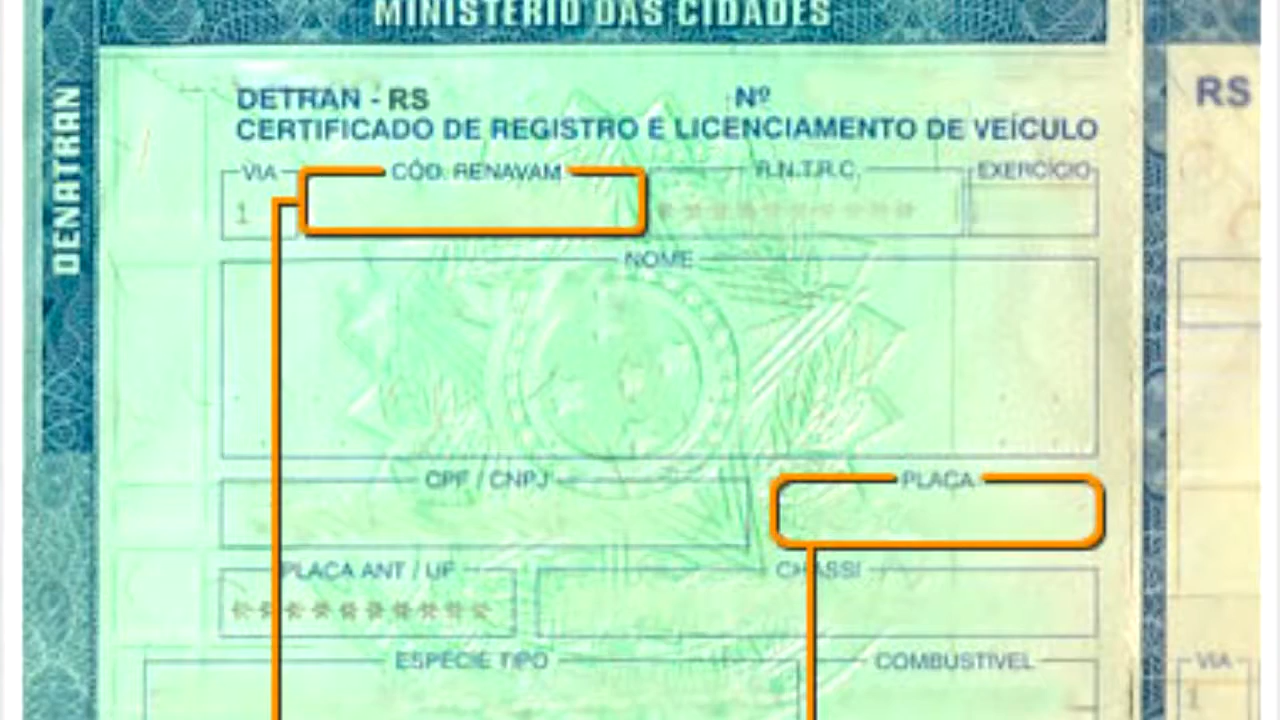 MINISTÉRIO DAS CIDADES
DENATRAN
DETRAN - RS Nº
CERTIFICADO DE REGISTRO E LICENCIAMENTO DE VEÍCULO
VIA CÓD. RENAVAM R.N.T.R.C. EXERCÍCIO
1 **********
NOME
CPF / CNPJ PLACA
PLACA ANT / UF CHASSI
**********
ESPÉCIE TIPO COMBUSTÍVEL
RS
VIA
1